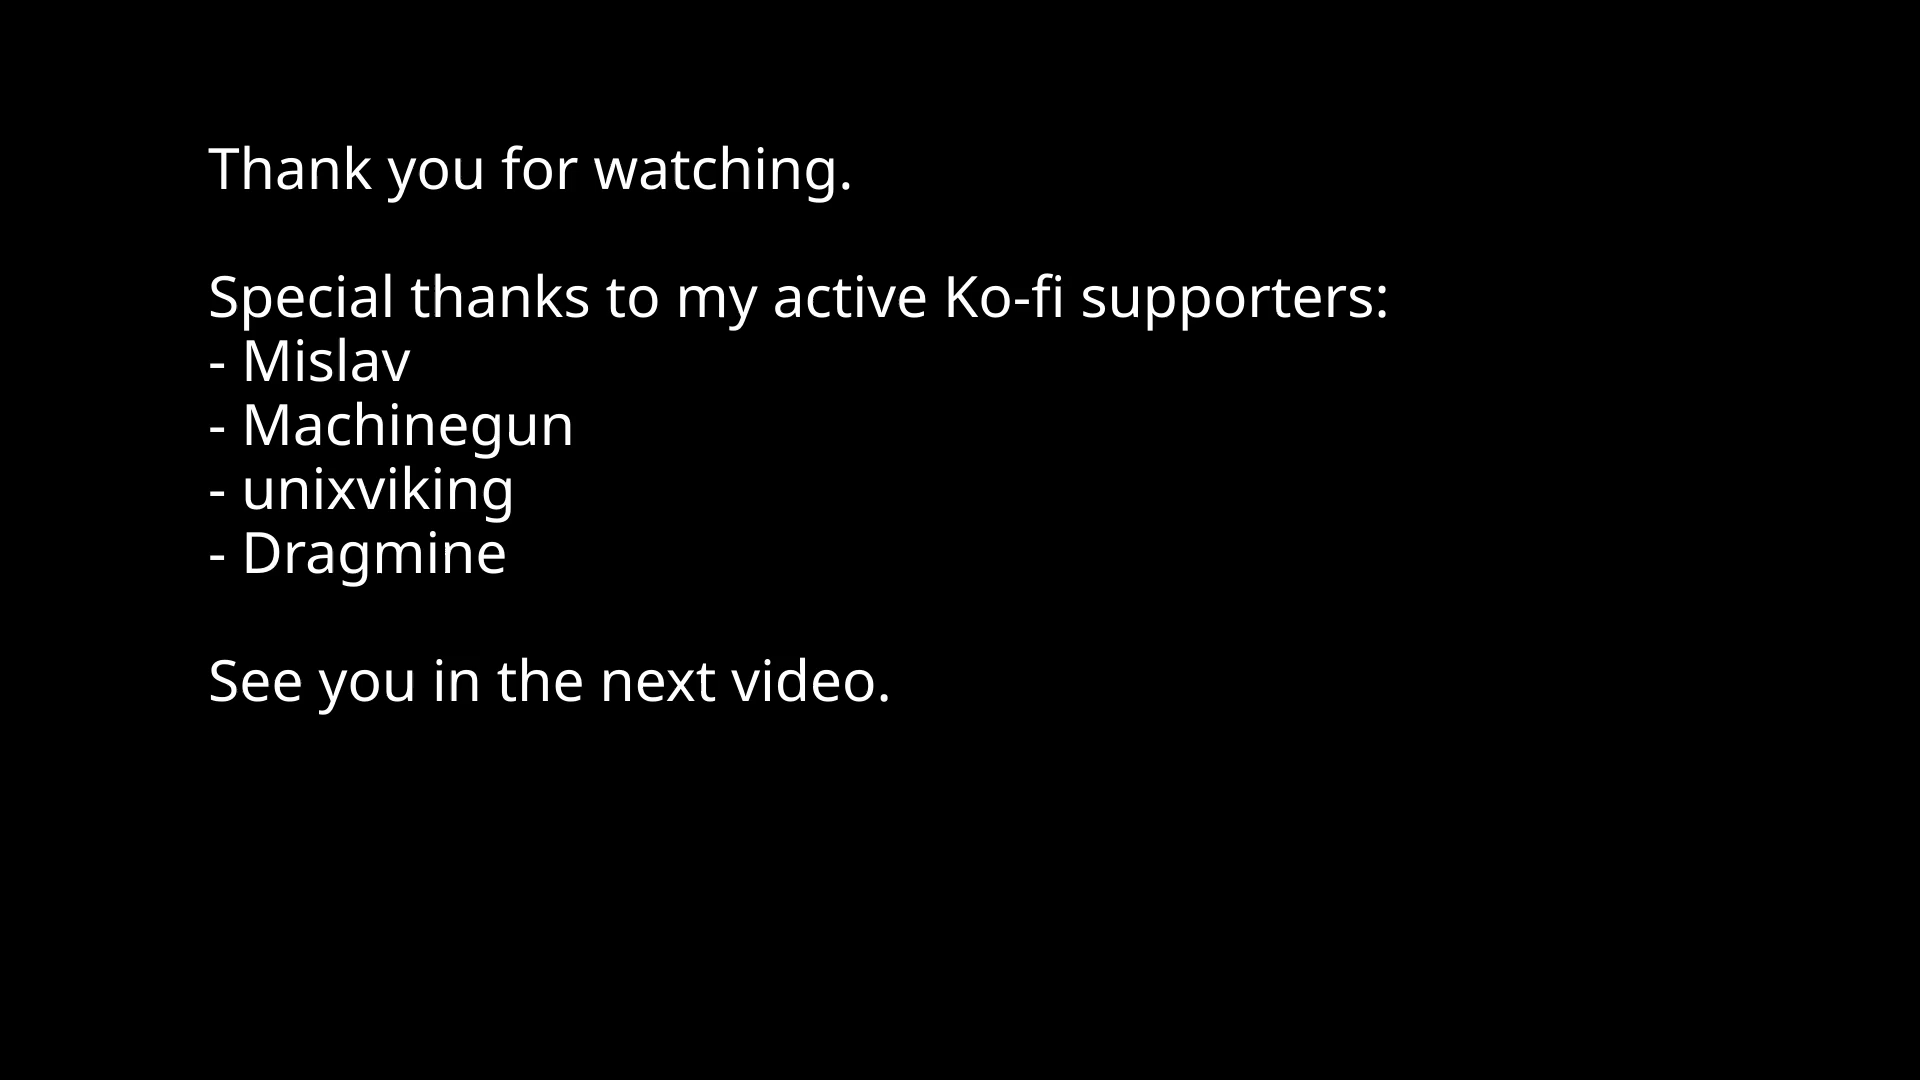 Thank you for watching.
Special thanks to my active Ko-fi supporters:
- Mislav
- Machinegun
- unixviking
- Dragmine
See you in the next video.